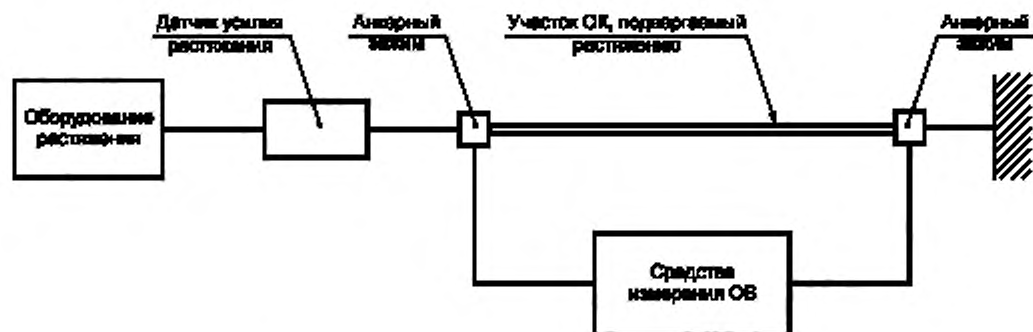 Датчик усилия
растяжения
Анкерный
зажим
Участок ОК, подвергаемый
растяжению
Анкерный
зажим
Оборудование
растяжения
Средства
измерения ОВ